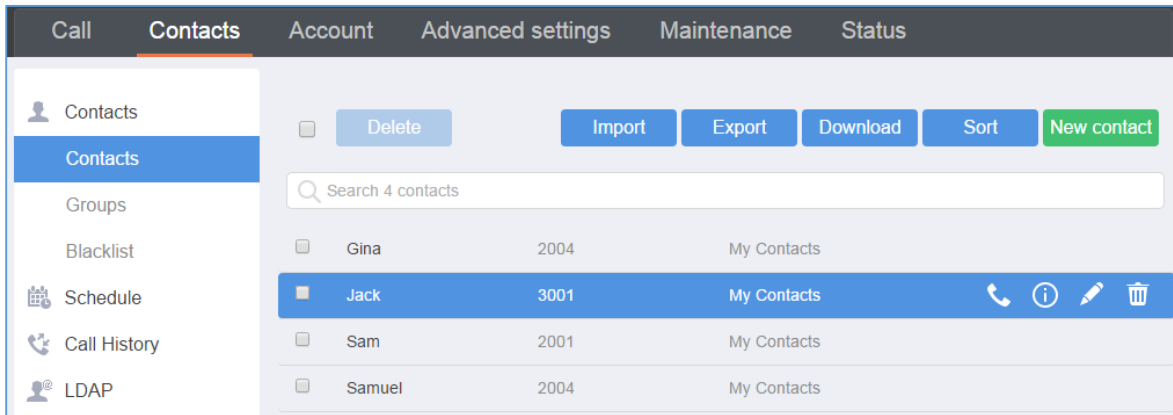 Call Contacts Account Advanced settings Maintenance Status
Contacts
Contacts
Groups
Blacklist
Schedule
Call History
LDAP
Delete Import Export Download Sort New contact
Search 4 contacts
Gina 2004 My Contacts
Jack 3001 My Contacts
Sam 2001 My Contacts
Samuel 2004 My Contacts